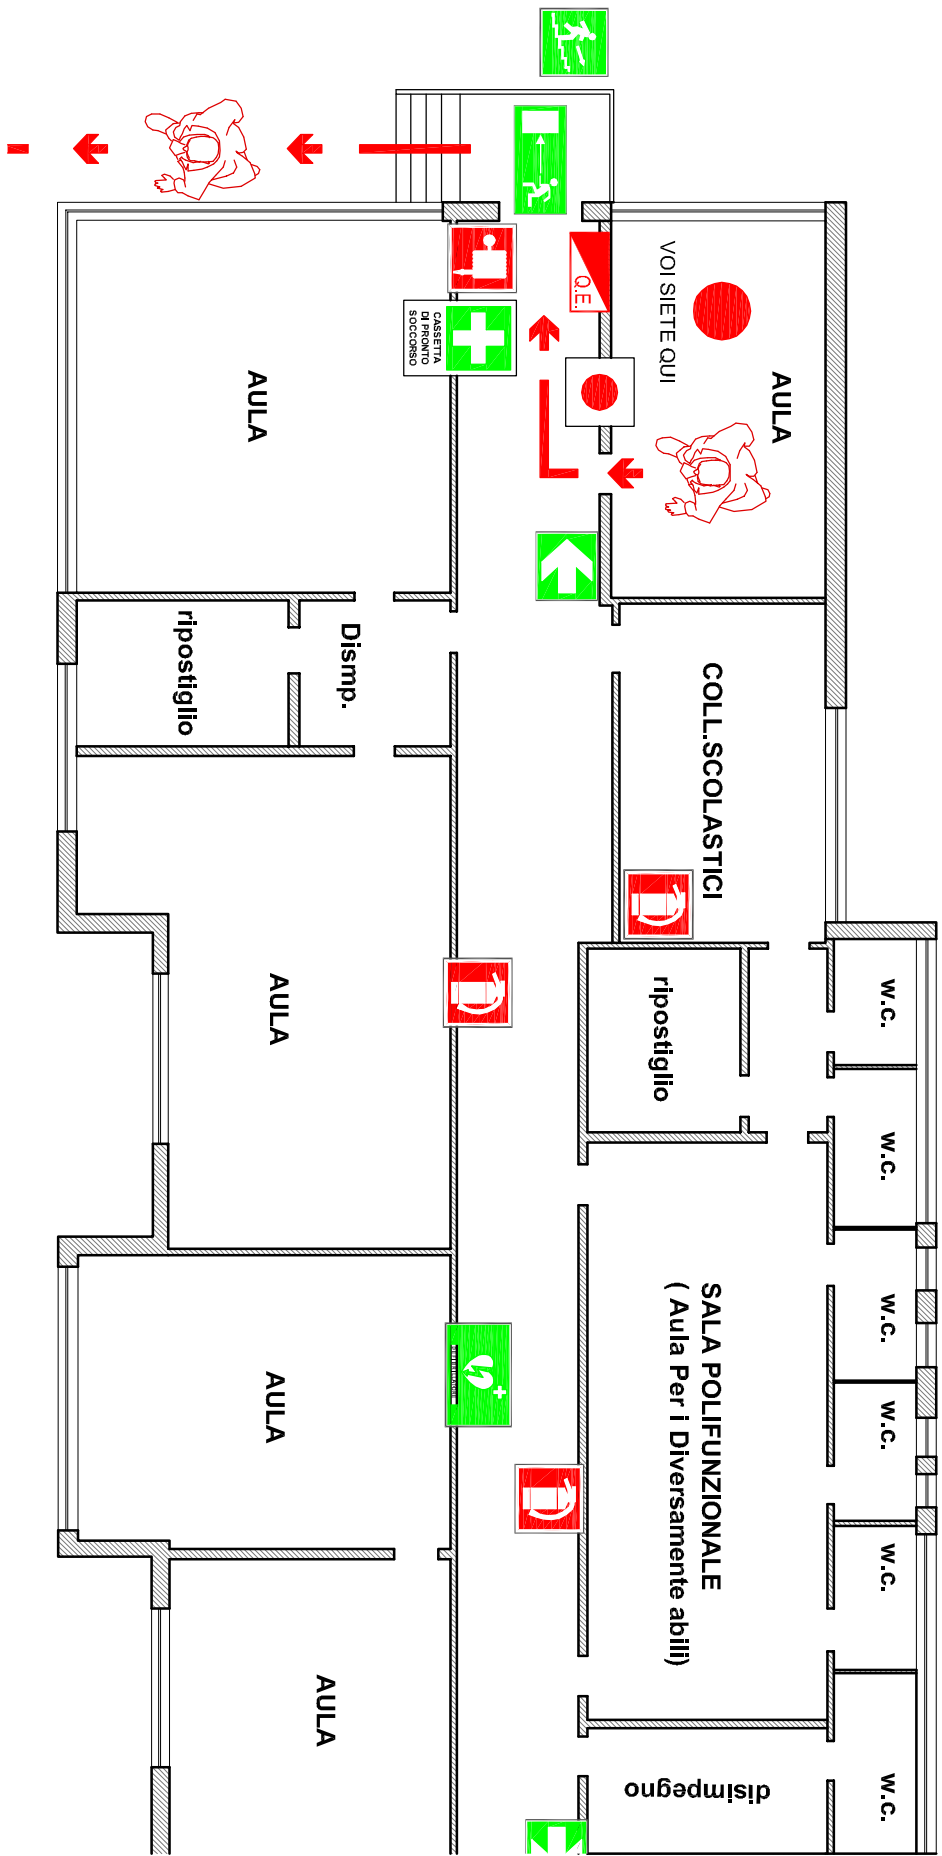 VOI SIETE QUI
AULA
Q.E.
CASSETTA
DI PRONTO
SOCCORSO
AULA
COLL.SCOLASTICI
Dismp.
ripostiglio
w.c.
ripostiglio
AULA
w.c.
w.c.
SALA POLIFUNZIONALE
( Aula Per i Diversamente abili)
AULA
w.c.
w.c.
AULA
w.c.
disimpegno